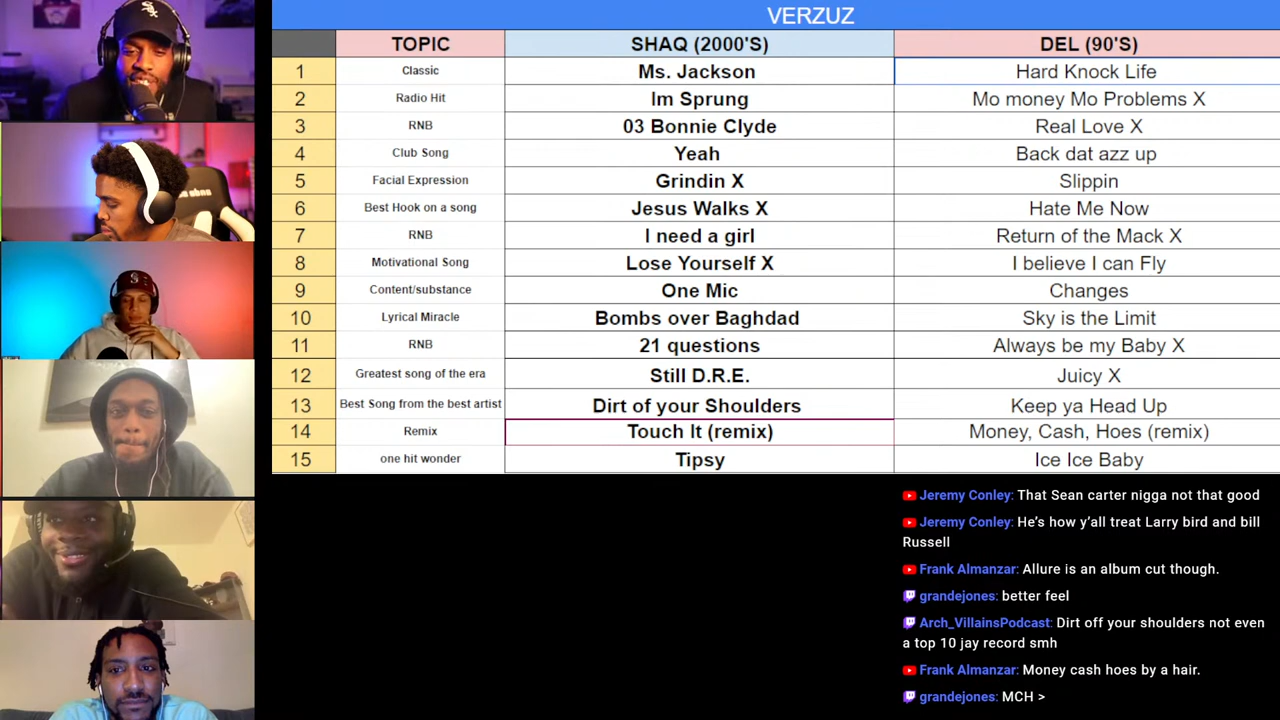 VERZUZ
TOPIC SHAQ (2000'S) DEL (90'S)
1 Classic Ms. Jackson Hard Knock Life
2 Radio Hit Im Sprung Mo money Mo Problems X
3 RNB 03 Bonnie Clyde Real Love X
4 Club Song Yeah Back dat azz up
5 Facial Expression Grindin X Slippin
6 Best Hook on a song Jesus Walks X Hate Me Now
7 RNB I need a girl Return of the Mack X
8 Motivational Song Lose Yourself X I believe I can Fly
9 Content/substance One Mic Changes
10 Lyrical Miracle Bombs over Baghdad Sky is the Limit
11 RNB 21 questions Always be my Baby X
12 Greatest song of the era Still D.R.E. Juicy X
13 Best Song from the best artist Dirt of your Shoulders Keep ya Head Up
14 Remix Touch It (remix) Money, Cash, Hoes (remix)
15 one hit wonder Tipsy Ice Ice Baby
Jeremy Conley: That Sean carter nigga not that good
Jeremy Conley: He's how y'all treat Larry bird and bill
Russell
Frank Almanzar: Allure is an album cut though.
grandejones: better feel
Arch_VillainsPodcast: Dirt off your shoulders not even
a top 10 jay record smh
Frank Almanzar: Money cash hoes by a hair.
grandejones: MCH >